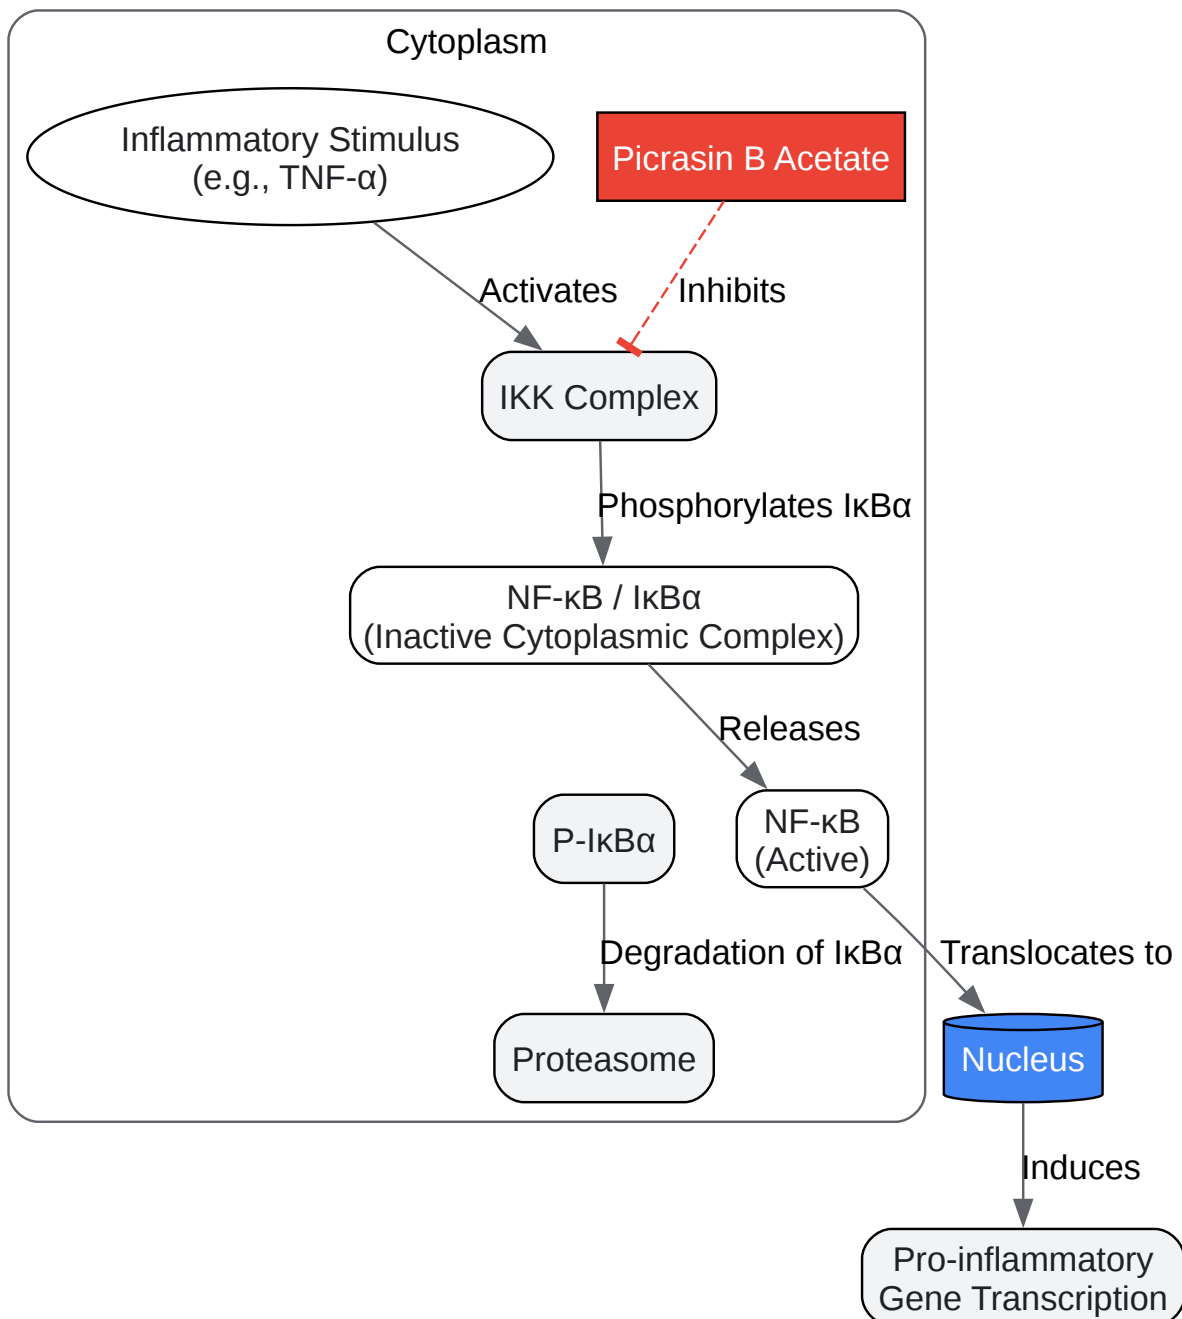 Cytoplasm
Inflammatory Stimulus
(e.g., TNF-α)
Picrasin B Acetate
Activates
Inhibits
IKK Complex
Phosphorylates IκBα
NF-κB / IκBα
(Inactive Cytoplasmic Complex)
Releases
P-IκBα
NF-κB
(Active)
Degradation of IκBα
Translocates to
Proteasome
Nucleus
Induces
Pro-inflammatory
Gene Transcription